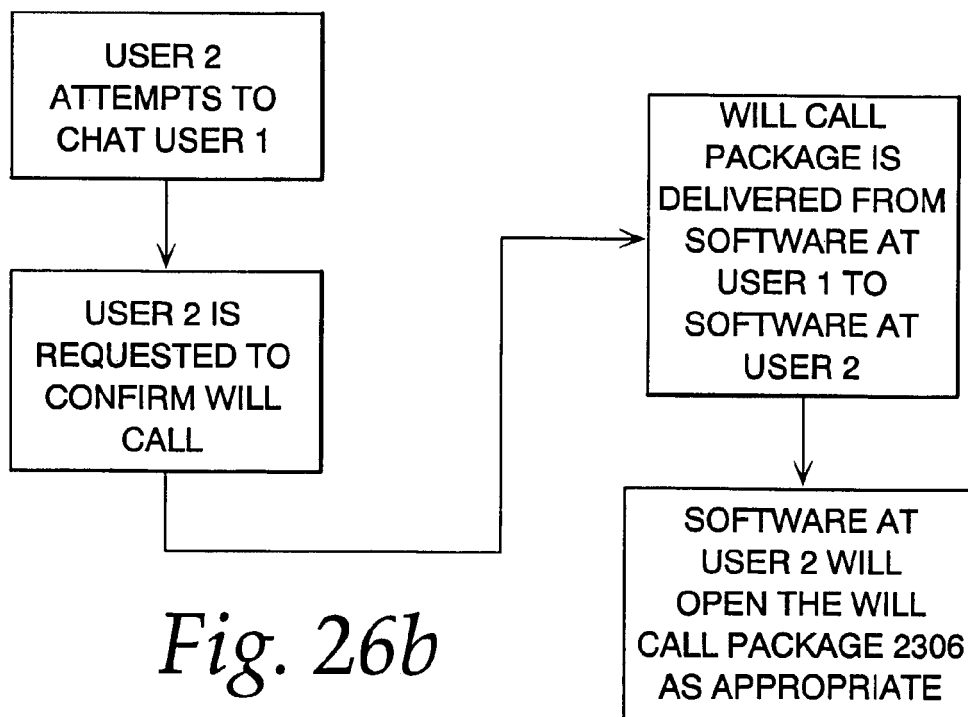 USER 2
ATTEMPTS TO
CHAT USER 1
USER 2 IS
REQUESTED TO
CONFIRM WILL
CALL
WILL CALL
PACKAGE IS
DELIVERED FROM
SOFTWARE AT
USER 1 TO
SOFTWARE AT
USER 2
SOFTWARE AT
USER 2 WILL
OPEN THE WILL
CALL PACKAGE 2306
AS APPROPRIATE
Fig. 26b